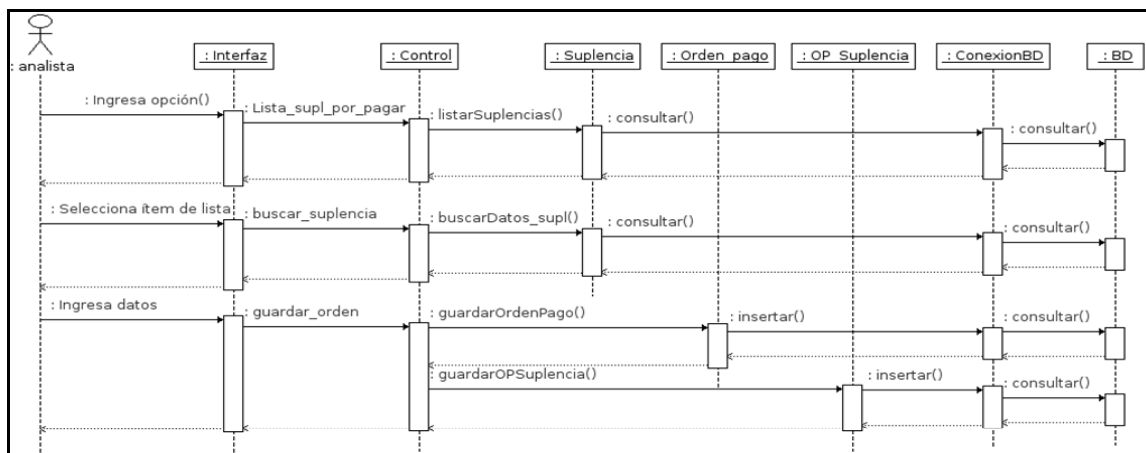 : analista
: Interfaz
: Control
: Suplencia
: Orden_pago
: OP_Suplencia
: ConexionBD
: BD
: Ingresa opción()
: Lista_supl_por_pagar
: listarSuplencias()
: consultar()
: consultar()
: Selecciona ítem de lista
: buscar_suplencia
: buscarDatos_supl()
: consultar()
: consultar()
: Ingresa datos
: guardar_orden
: guardarOrdenPago()
: insertar()
: consultar()
: guardarOPSuplencia()
: insertar()
: consultar()